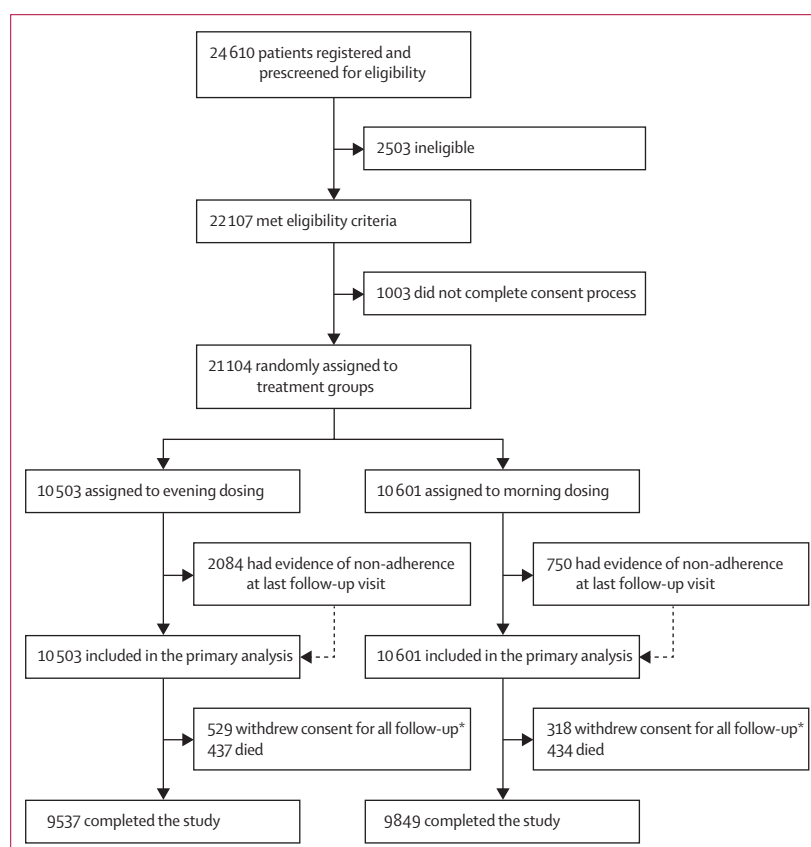 24 610 patients registered and
prescreened for eligibility
2503 ineligible
22 107 met eligibility criteria
1003 did not complete consent process
21 104 randomly assigned to
treatment groups
10 503 assigned to evening dosing
10 601 assigned to morning dosing
2084 had evidence of non-adherence
at last follow-up visit
750 had evidence of non-adherence
at last follow-up visit
10 503 included in the primary analysis
10 601 included in the primary analysis
529 withdrew consent for all follow-up*
437 died
318 withdrew consent for all follow-up*
434 died
9537 completed the study
9849 completed the study